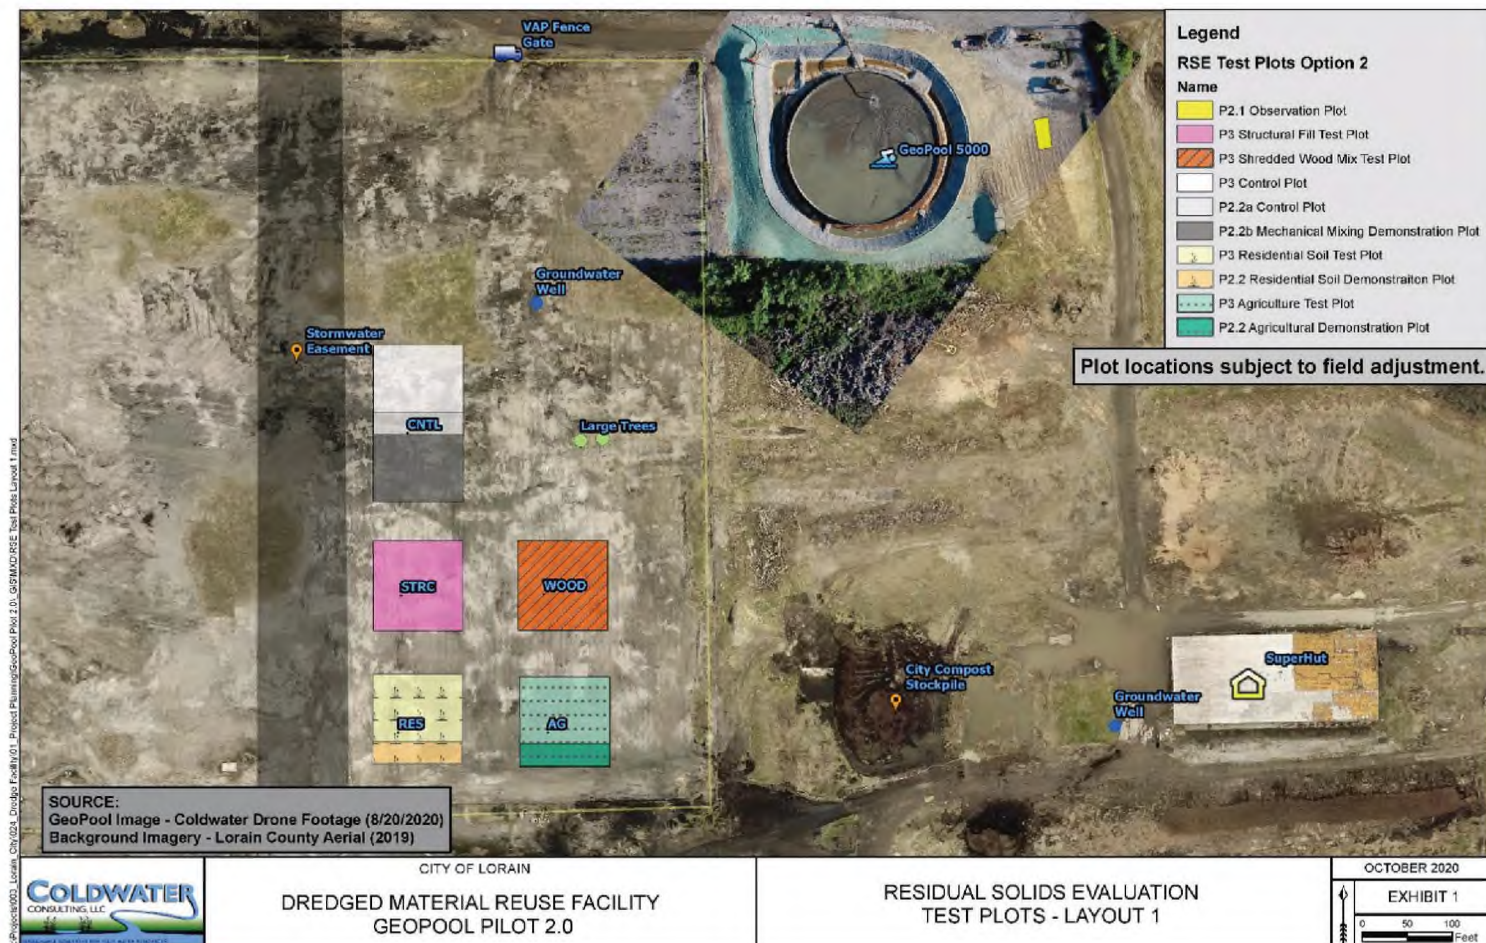 VAP Fence
Gate
GeoPool 5000
Groundwater
Well
Stormwater
Easement
CNTL
Large Trees
STRC
WOOD
RES
AG
City Compost
Stockpile
Groundwater
Well
SuperHut
Legend
RSE Test Plots Option 2
Name
P2.1 Observation Plot
P3 Structural Fill Test Plot
P3 Shredded Wood Mix Test Plot
P3 Control Plot
P2.2a Control Plot
P2.2b Mechanical Mixing Demonstration Plot
P3 Residential Soil Test Plot
P2.2 Residential Soil Demonstraiton Plot
P3 Agriculture Test Plot
P2.2 Agricultural Demonstration Plot
Plot locations subject to field adjustment.
SOURCE:
GeoPool Image - Coldwater Drone Footage (8/20/2020)
Background Imagery - Lorain County Aerial (2019)
COLDWATER
CONSULTING, LLC
CITY OF LORAIN
DREDGED MATERIAL REUSE FACILITY
GEOPOOL PILOT 2.0
RESIDUAL SOLIDS EVALUATION
TEST PLOTS - LAYOUT 1
OCTOBER 2020
EXHIBIT 1
0 50 100
Feet